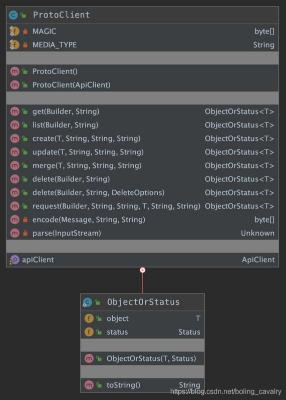 ProtoClient
MAGIC byte[]
MEDIA_TYPE String
ProtoClient()
ProtoClient(ApiClient)
get(Builder, String) ObjectOrStatus<T>
list(Builder, String) ObjectOrStatus<T>
create(T, String, String, String) ObjectOrStatus<T>
update(T, String, String, String) ObjectOrStatus<T>
merge(T, String, String, String) ObjectOrStatus<T>
delete(Builder, String) ObjectOrStatus<T>
delete(Builder, String, DeleteOptions) ObjectOrStatus<T>
request(Builder, String, String, T, String, String) ObjectOrStatus<T>
encode(Message, String, String) byte[]
parse(InputStream) Unknown
apiClient ApiClient
ObjectOrStatus
object T
status Status
ObjectOrStatus(T, Status)
toString() String
https://blog.csdn.net/boling_cavalry